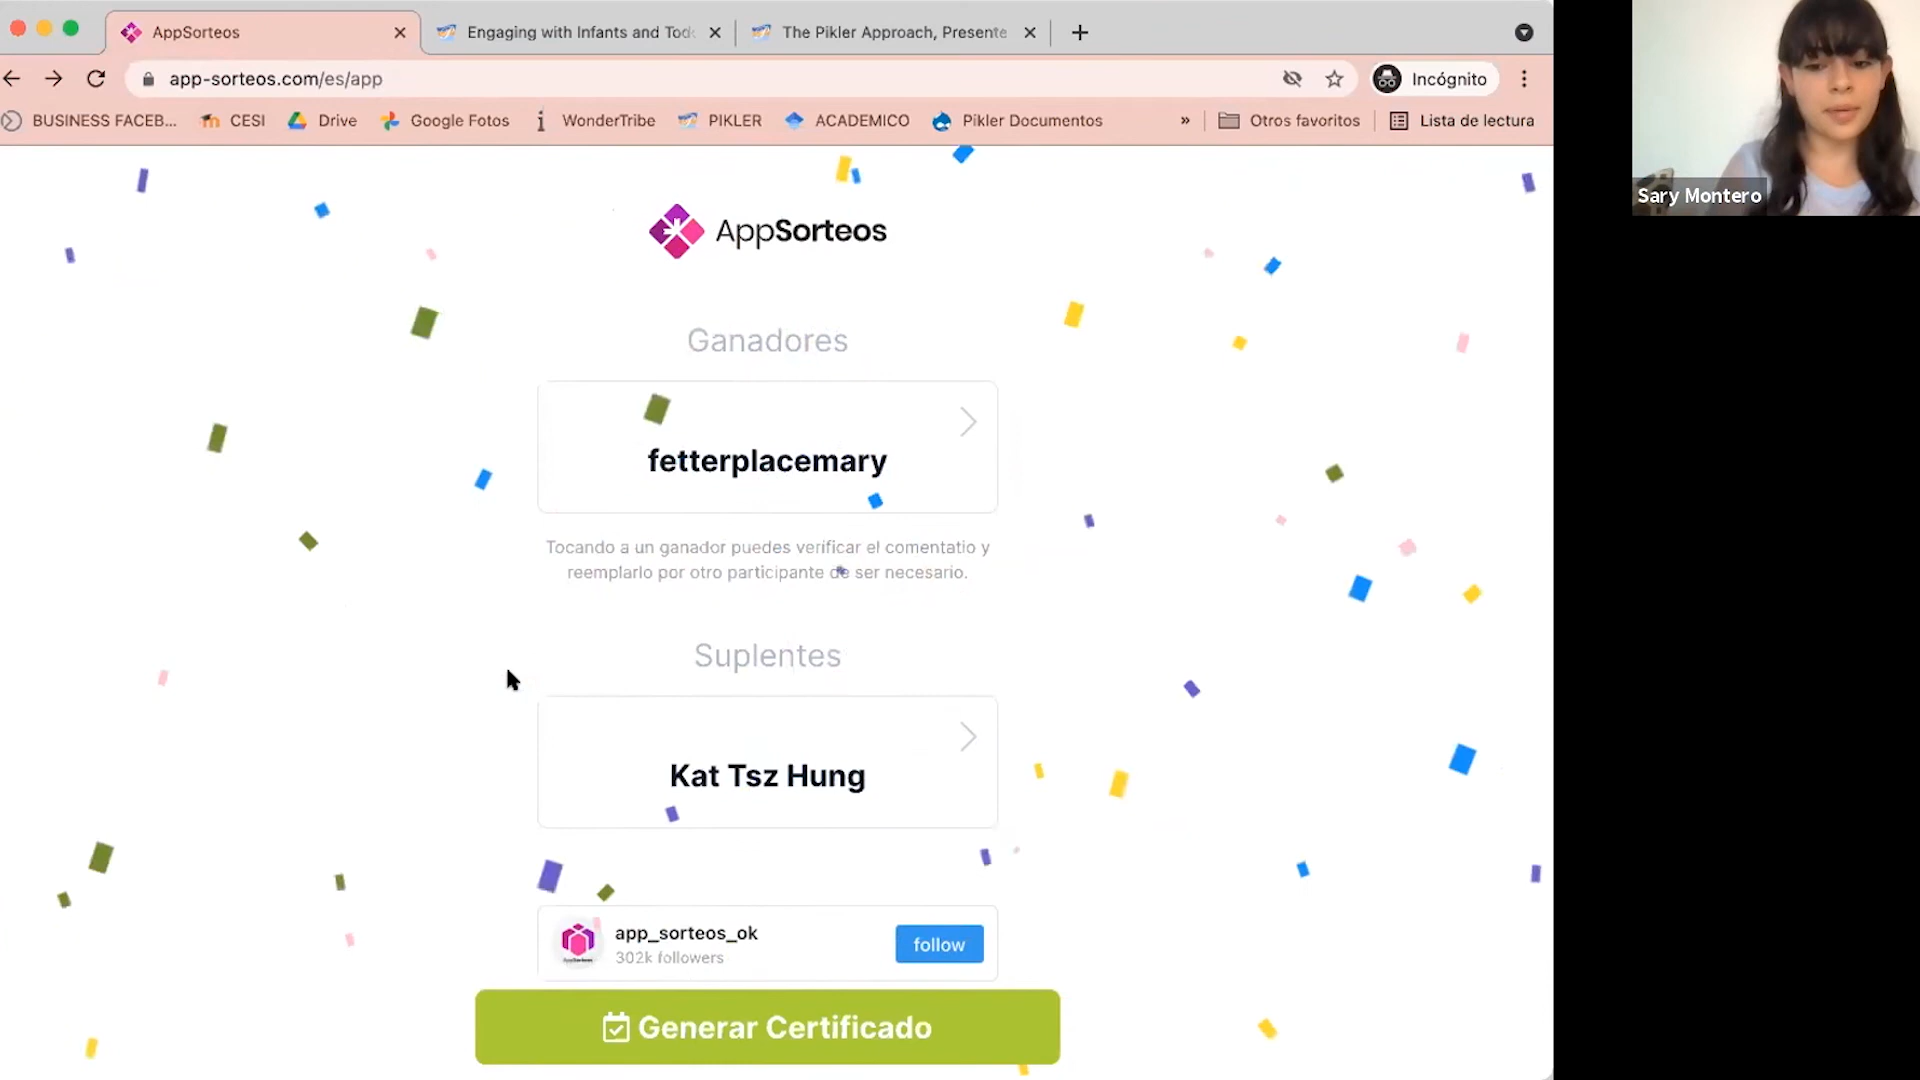 AppSorteos
Engaging with Infants and Tod
The Pikler Approach, Presente
app-sorteos.com/es/app
Incógnito
BUSINESS FACEB...
CESI
Drive
Google Fotos
WonderTribe
PIKLER
ACADEMICO
Pikler Documentos
»
Otros favoritos
Lista de lectura
Sary Montero
AppSorteos
Ganadores
fetterplacemary
Tocando a un ganador puedes verificar el comentatio y
reemplarlo por otro participante de ser necesario.
Suplentes
Kat Tsz Hung
app_sorteos_ok
302k followers
follow
Generar Certificado